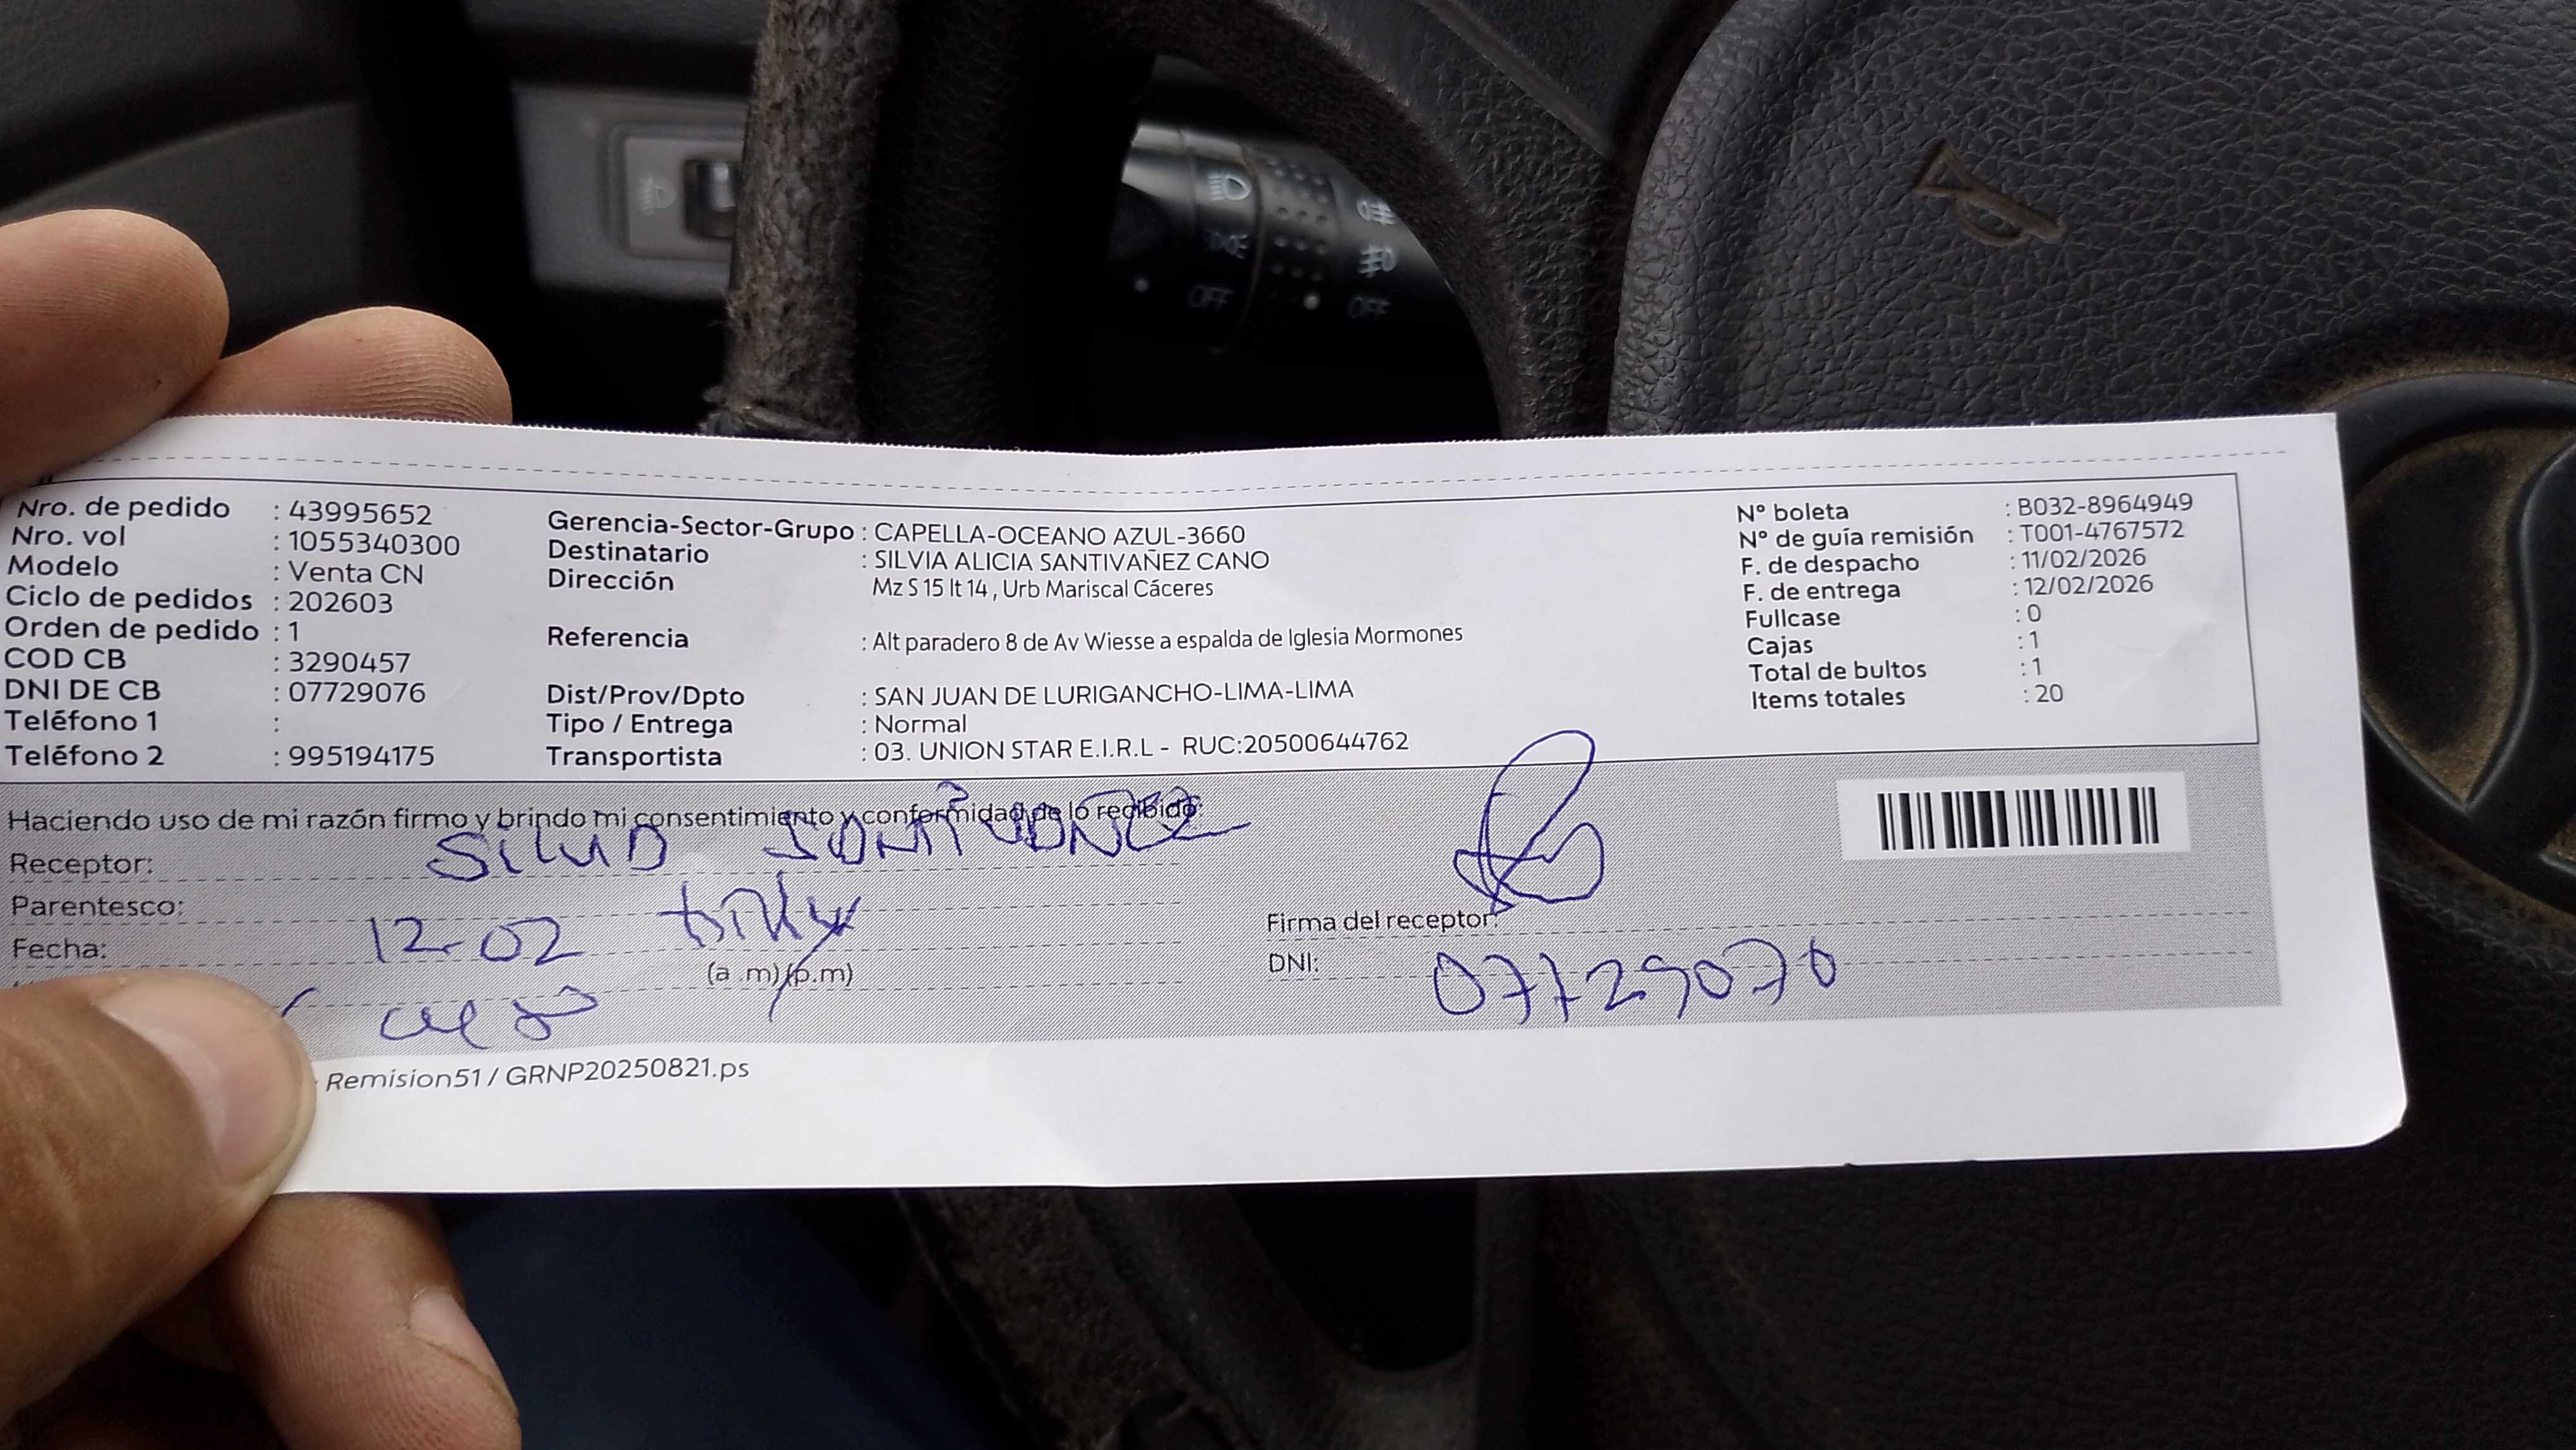 Nro. de pedido : 43995652
Nro. vol : 1055340300
Modelo : Venta CN
Ciclo de pedidos : 202603
Orden de pedido : 1
COD CB : 3290457
DNI DE CB : 07729076
Teléfono 1 :
Teléfono 2 : 995194175
Gerencia-Sector-Grupo : CAPELLA-OCEANO AZUL-3660
Destinatario : SILVIA ALICIA SANTIVAÑEZ CANO
Dirección Mz S 15 lt 14 , Urb Mariscal Cáceres
Referencia : Alt paradero 8 de Av Wiesse a espalda de Iglesia Mormones
Dist/Prov/Dpto : SAN JUAN DE LURIGANCHO-LIMA-LIMA
Tipo / Entrega : Normal
Transportista : 03. UNION STAR E.I.R.L - RUC:20500644762
N° boleta : B032-8964949
N° de guía remisión : T001-4767572
F. de despacho : 11/02/2026
F. de entrega : 12/02/2026
Fullcase : 0
Cajas : 1
Total de bultos : 1
Items totales : 20
Haciendo uso de mi razón firmo y brindo mi consentimiento y conformidad de lo recibido:
Receptor:
Parentesco:
Fecha: 12-02
(a .m)/(p.m)
Firma del receptor:
DNI: 07729076
Remision51 / GRNP20250821.ps
OFF
OFF